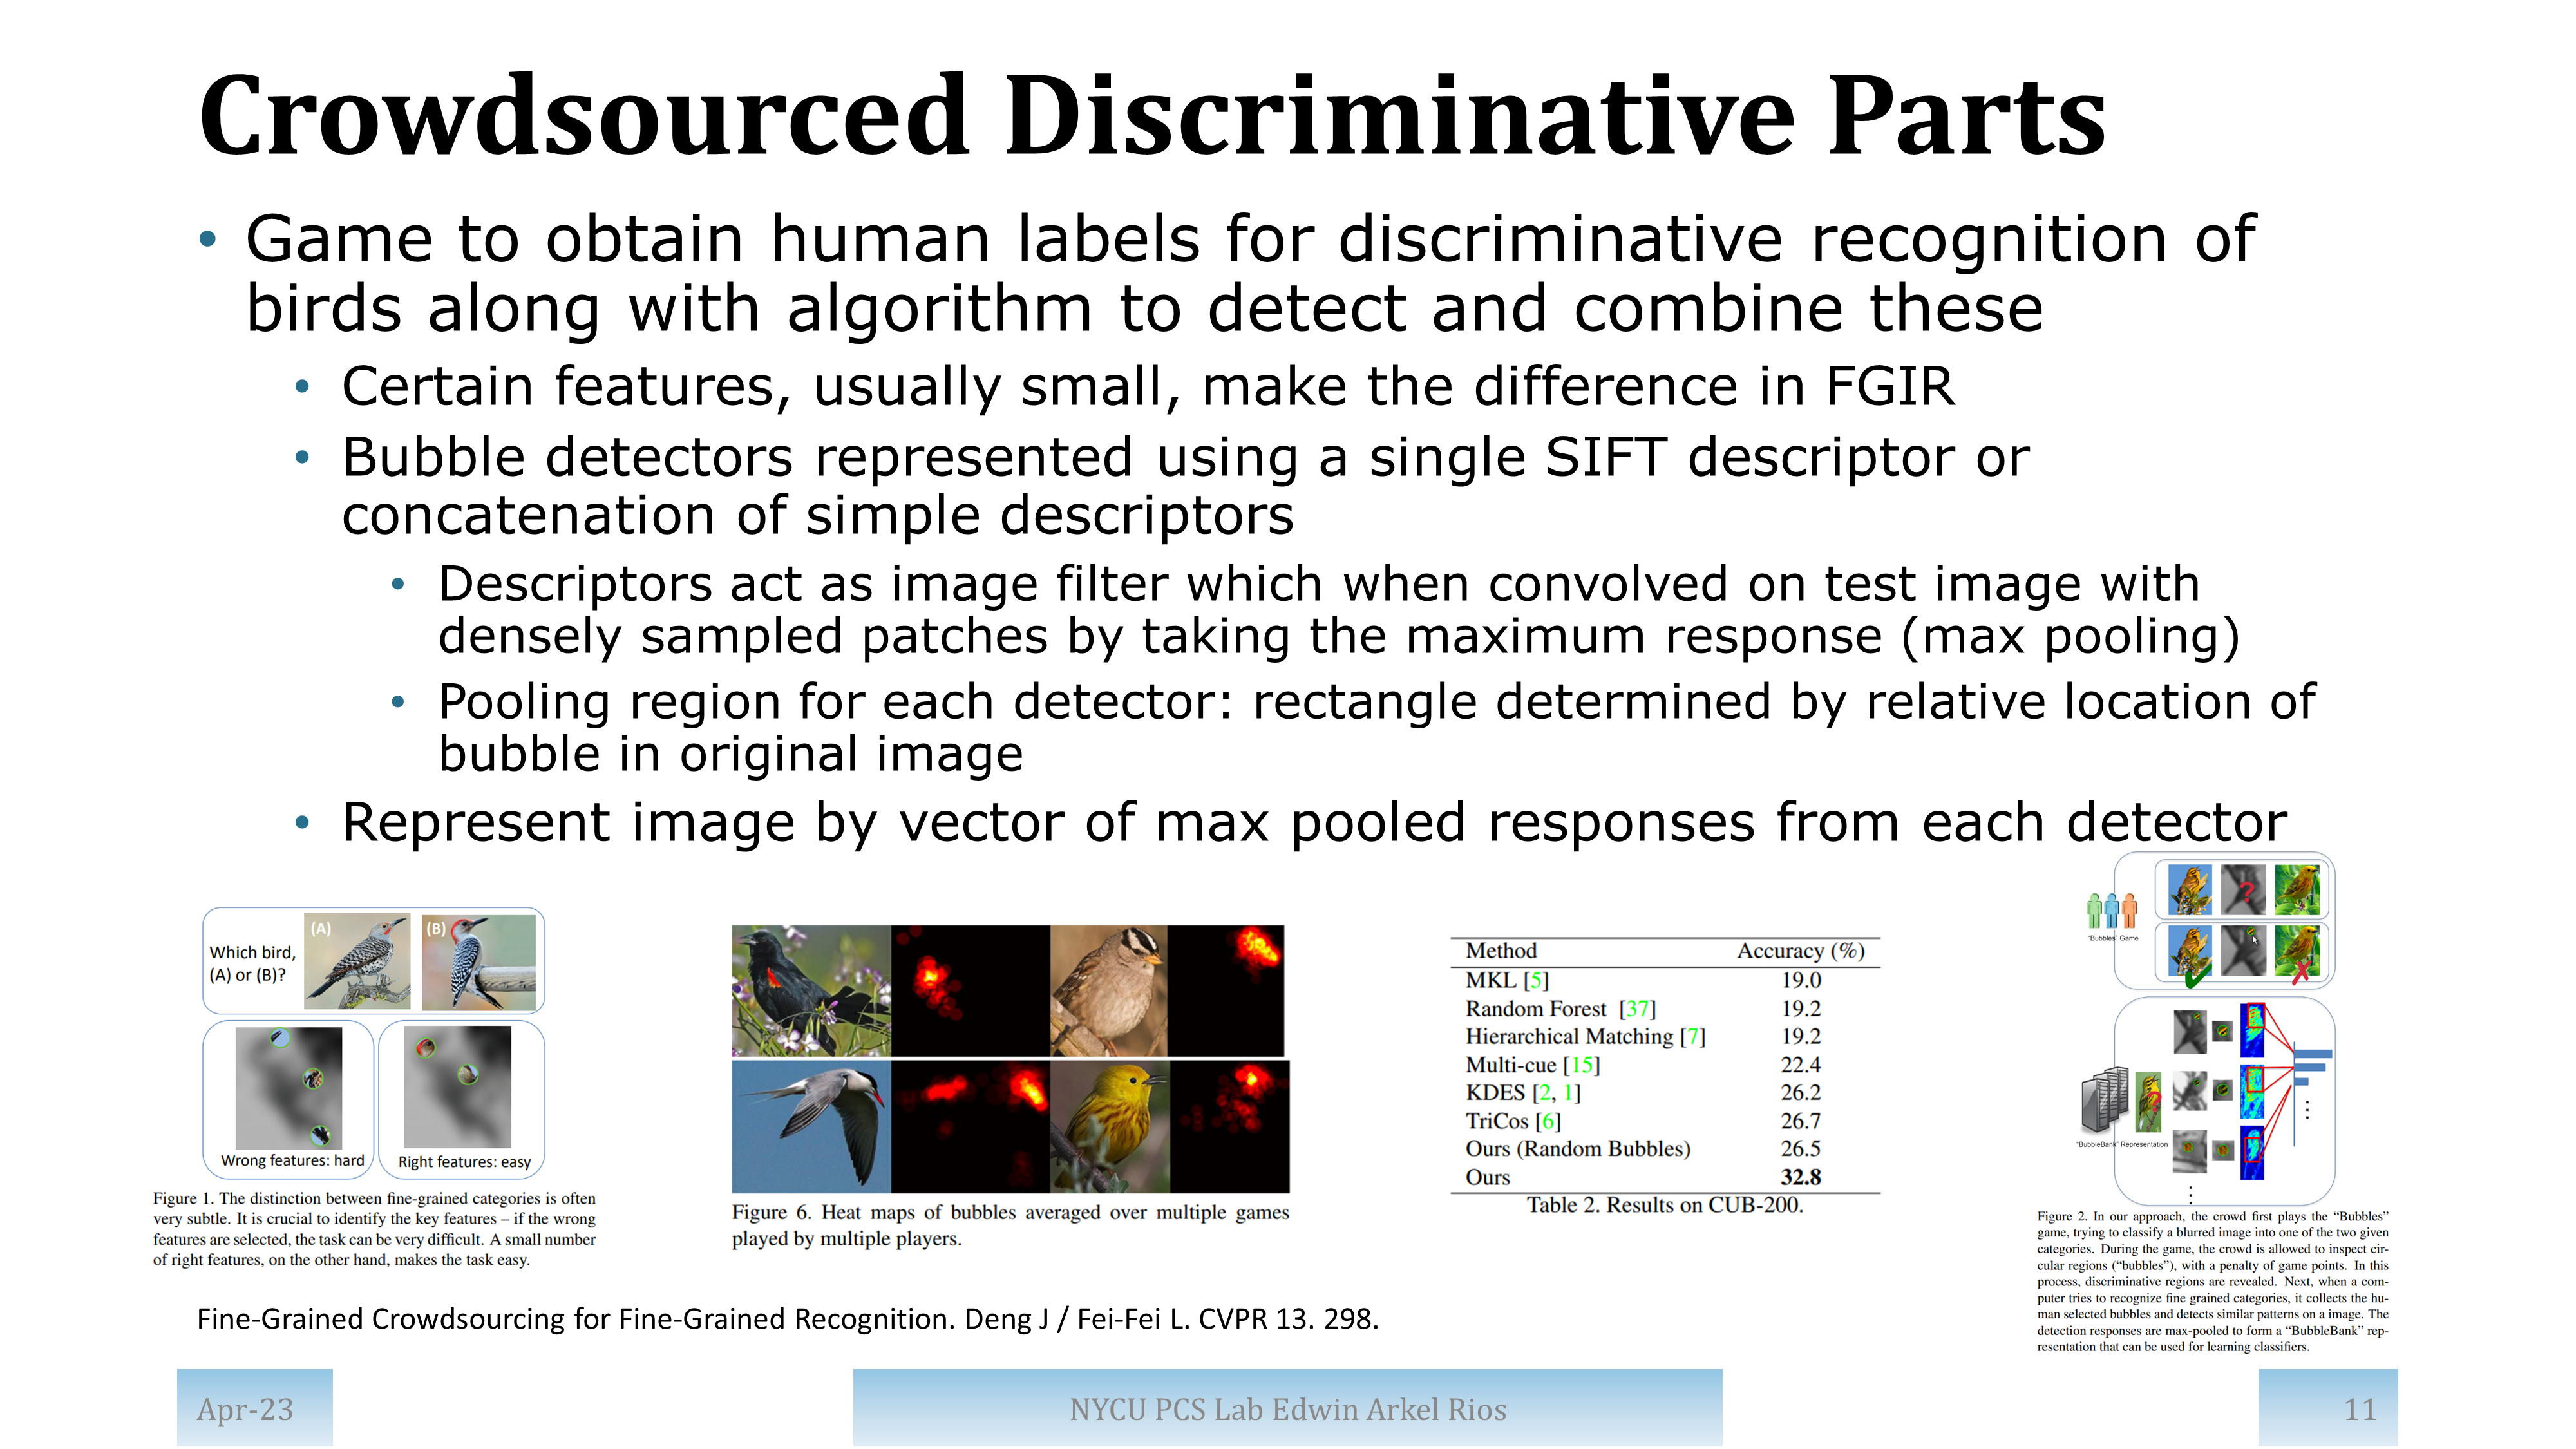 Crowdsourced Discriminative Parts
• Game to obtain human labels for discriminative recognition of
birds along with algorithm to detect and combine these
• Certain features, usually small, make the difference in FGIR
• Bubble detectors represented using a single SIFT descriptor or
concatenation of simple descriptors
• Descriptors act as image filter which when convolved on test image with
densely sampled patches by taking the maximum response (max pooling)
• Pooling region for each detector: rectangle determined by relative location of
bubble in original image
• Represent image by vector of max pooled responses from each detector
Which bird,
(A) or (B)?
(A)
(B)
Wrong features: hard
Right features: easy
Figure 1. The distinction between fine-grained categories is often
very subtle. It is crucial to identify the key features – if the wrong
features are selected, the task can be very difficult. A small number
of right features, on the other hand, makes the task easy.
Figure 6. Heat maps of bubbles averaged over multiple games
played by multiple players.
Method Accuracy (%)
MKL [5] 19.0
Random Forest [37] 19.2
Hierarchical Matching [7] 19.2
Multi-cue [15] 22.4
KDES [2, 1] 26.2
TriCos [6] 26.7
Ours (Random Bubbles) 26.5
Ours 32.8
Table 2. Results on CUB-200.
?
"Bubbles" Game
?
"BubbleBank" Representation
Figure 2. In our approach, the crowd first plays the “Bubbles”
game, trying to classify a blurred image into one of the two given
categories. During the game, the crowd is allowed to inspect cir-
cular regions (“bubbles”), with a penalty of game points. In this
process, discriminative regions are revealed. Next, when a com-
puter tries to recognize fine grained categories, it collects the hu-
man selected bubbles and detects similar patterns on a image. The
detection responses are max-pooled to form a “BubbleBank” rep-
resentation that can be used for learning classifiers.
Fine-Grained Crowdsourcing for Fine-Grained Recognition. Deng J / Fei-Fei L. CVPR 13. 298.
Apr-23
NYCU PCS Lab Edwin Arkel Rios
11